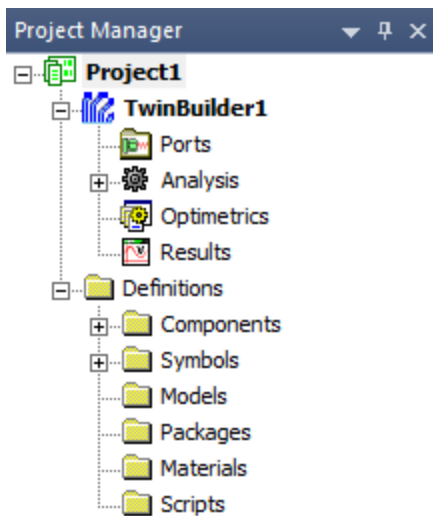 Project Manager
Project1
TwinBuilder1
Ports
Analysis
Optimetrics
Results
Definitions
Components
Symbols
Models
Packages
Materials
Scripts